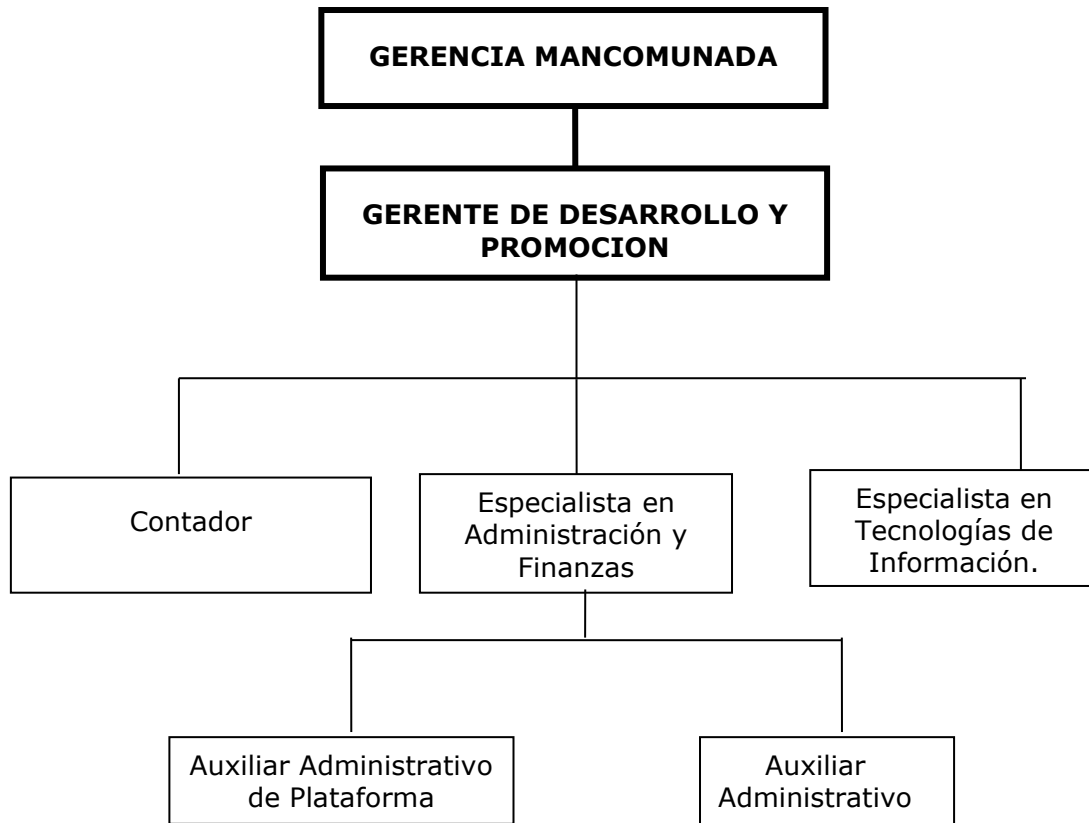 GERENCIA MANCOMUNADA
GERENTE DE DESARROLLO Y
PROMOCION
Contador
Especialista en
Administración y
Finanzas
Especialista en
Tecnologías de
Información.
Auxiliar Administrativo
de Plataforma
Auxiliar
Administrativo